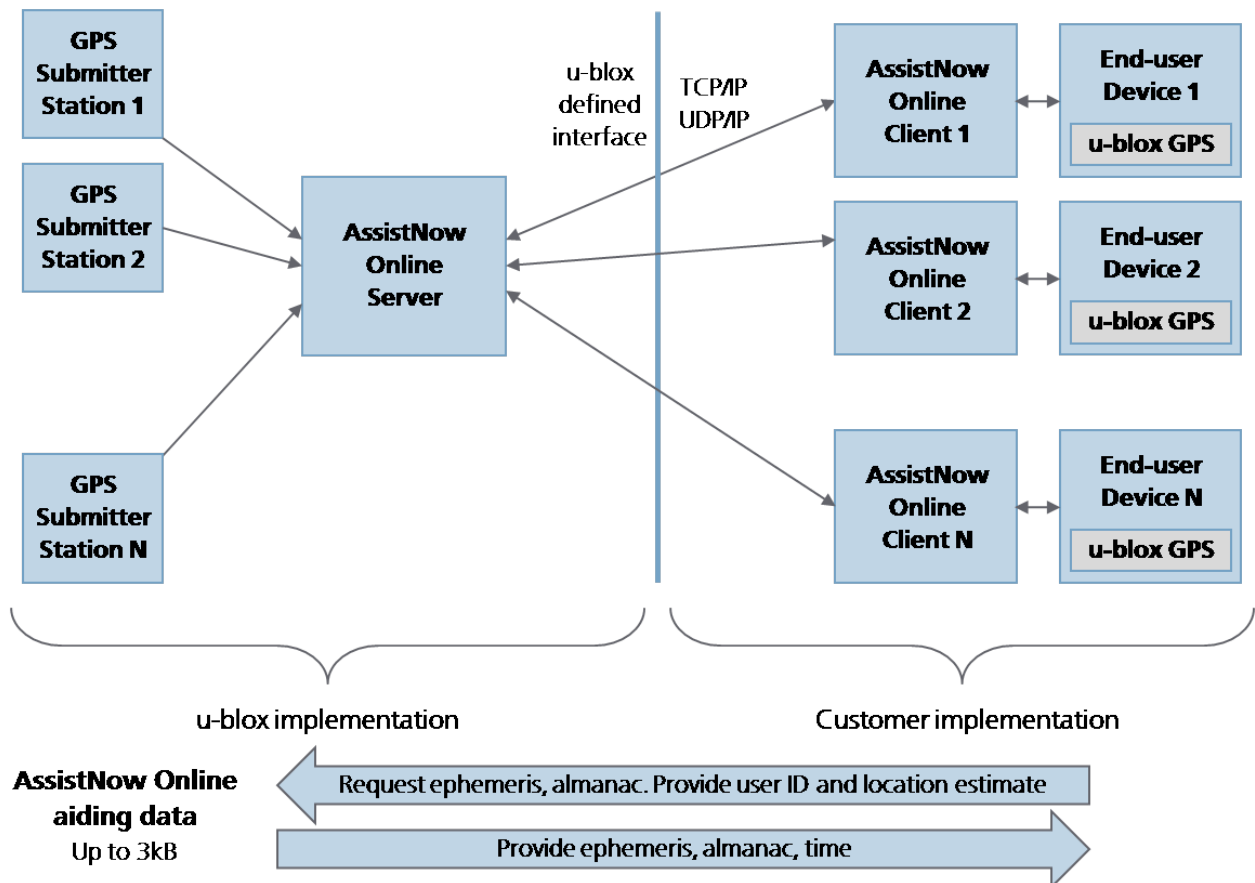 GPS
Submitter
Station 1
GPS
Submitter
Station 2
GPS
Submitter
Station N
AssistNow
Online
Server
u-blox
defined
interface
TCP/IP
UDP/IP
AssistNow
Online
Client 1
End-user
Device 1
u-blox GPS
AssistNow
Online
Client 2
End-user
Device 2
u-blox GPS
AssistNow
Online
Client N
End-user
Device N
u-blox GPS
u-blox implementation
Customer implementation
AssistNow Online
aiding data
Up to 3kB
Request ephemeris, almanac. Provide user ID and location estimate
Provide ephemeris, almanac, time